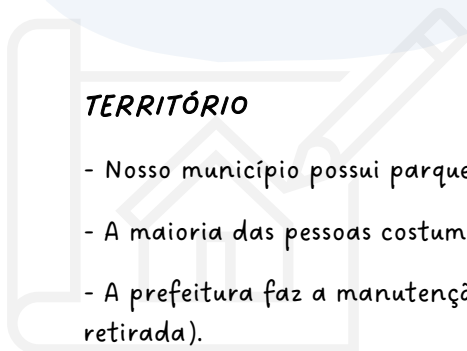 TERRITÓRIO
- Nosso município possui parque
- A maioria das pessoas costum
- A prefeitura faz a manutençã
retirada).